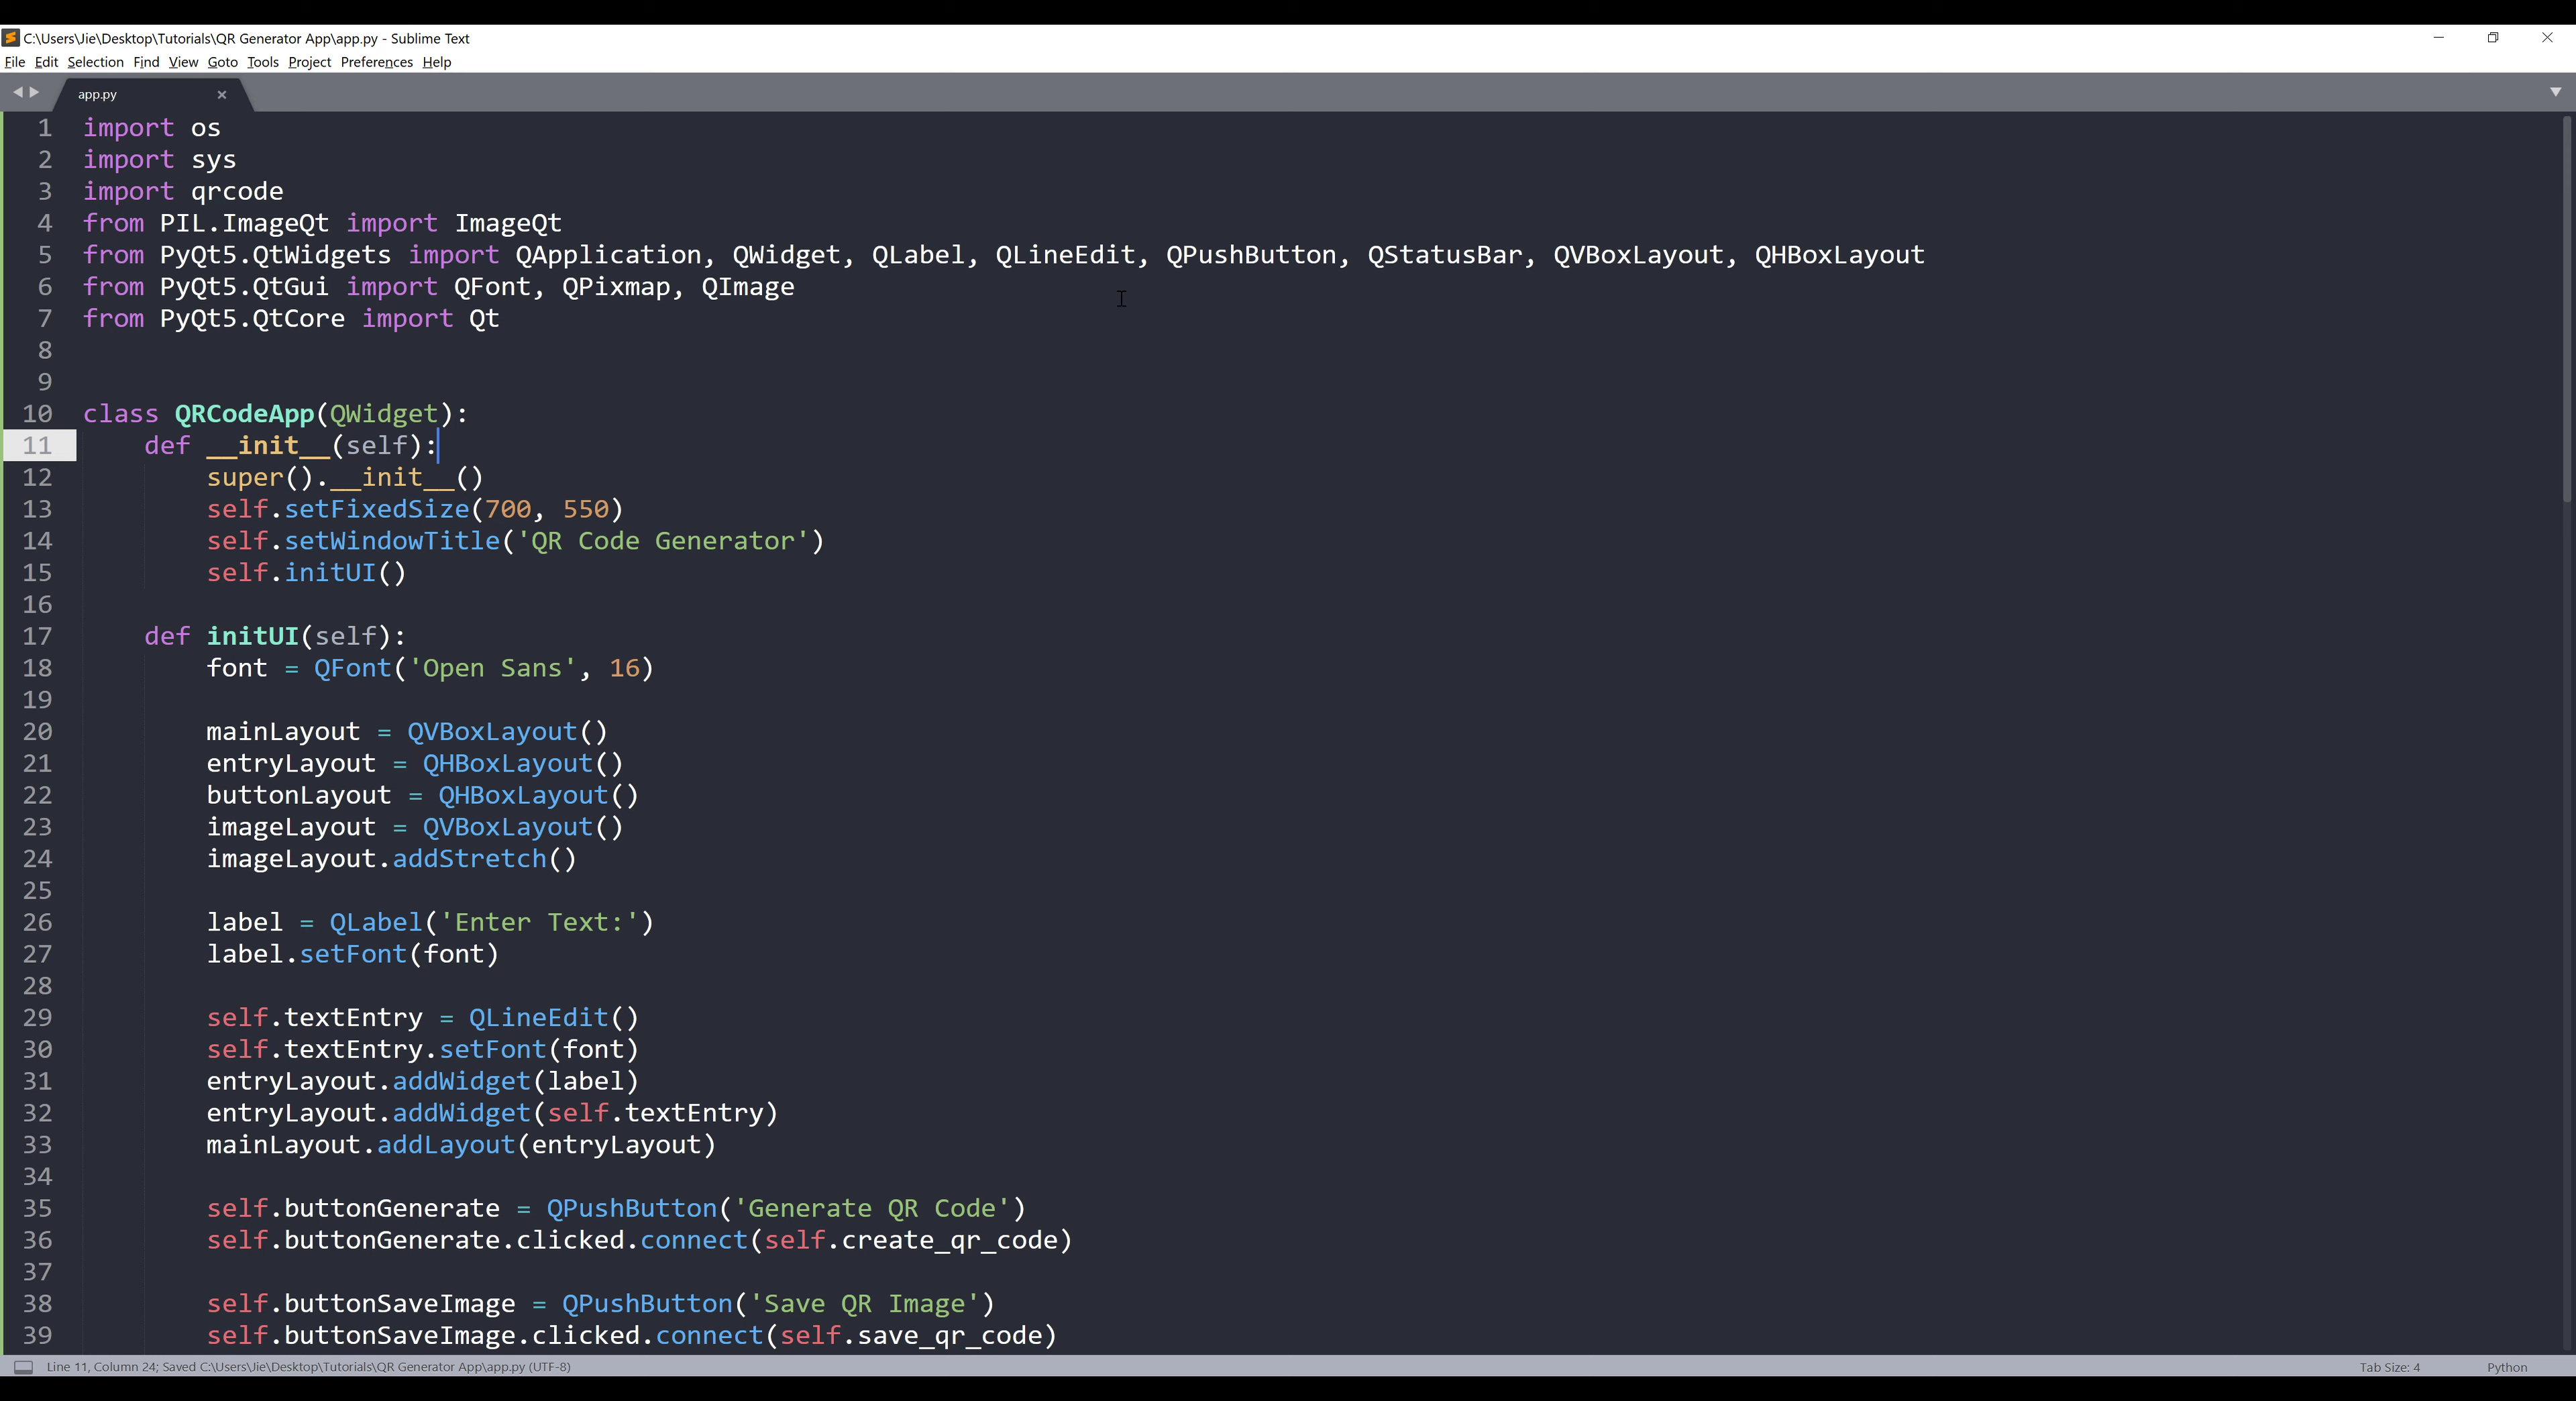 C:\Users\Jie\Desktop\Tutorials\QR Generator App\app.py - Sublime Text
File Edit Selection Find View Goto Tools Project Preferences Help
app.py
1 import os
2 import sys
3 import qrcode
4 from PIL.ImageQt import ImageQt
5 from PyQt5.QtWidgets import QApplication, QWidget, QLabel, QLineEdit, QPushButton, QStatusBar, QVBoxLayout, QHBoxLayout
6 from PyQt5.QtGui import QFont, QPixmap, QImage
7 from PyQt5.QtCore import Qt
8
9
10 class QRCodeApp(QWidget):
11     def __init__(self):
12         super().__init__()
13         self.setFixedSize(700, 550)
14         self.setWindowTitle('QR Code Generator')
15         self.initUI()
16
17     def initUI(self):
18         font = QFont('Open Sans', 16)
19
20         mainLayout = QVBoxLayout()
21         entryLayout = QHBoxLayout()
22         buttonLayout = QHBoxLayout()
23         imageLayout = QVBoxLayout()
24         imageLayout.addStretch()
25
26         label = QLabel('Enter Text:')
27         label.setFont(font)
28
29         self.textEntry = QLineEdit()
30         self.textEntry.setFont(font)
31         entryLayout.addWidget(label)
32         entryLayout.addWidget(self.textEntry)
33         mainLayout.addLayout(entryLayout)
34
35         self.buttonGenerate = QPushButton('Generate QR Code')
36         self.buttonGenerate.clicked.connect(self.create_qr_code)
37
38         self.buttonSaveImage = QPushButton('Save QR Image')
39         self.buttonSaveImage.clicked.connect(self.save_qr_code)
Line 11, Column 24; Saved C:\Users\Jie\Desktop\Tutorials\QR Generator App\app.py (UTF-8)
Tab Size: 4
Python